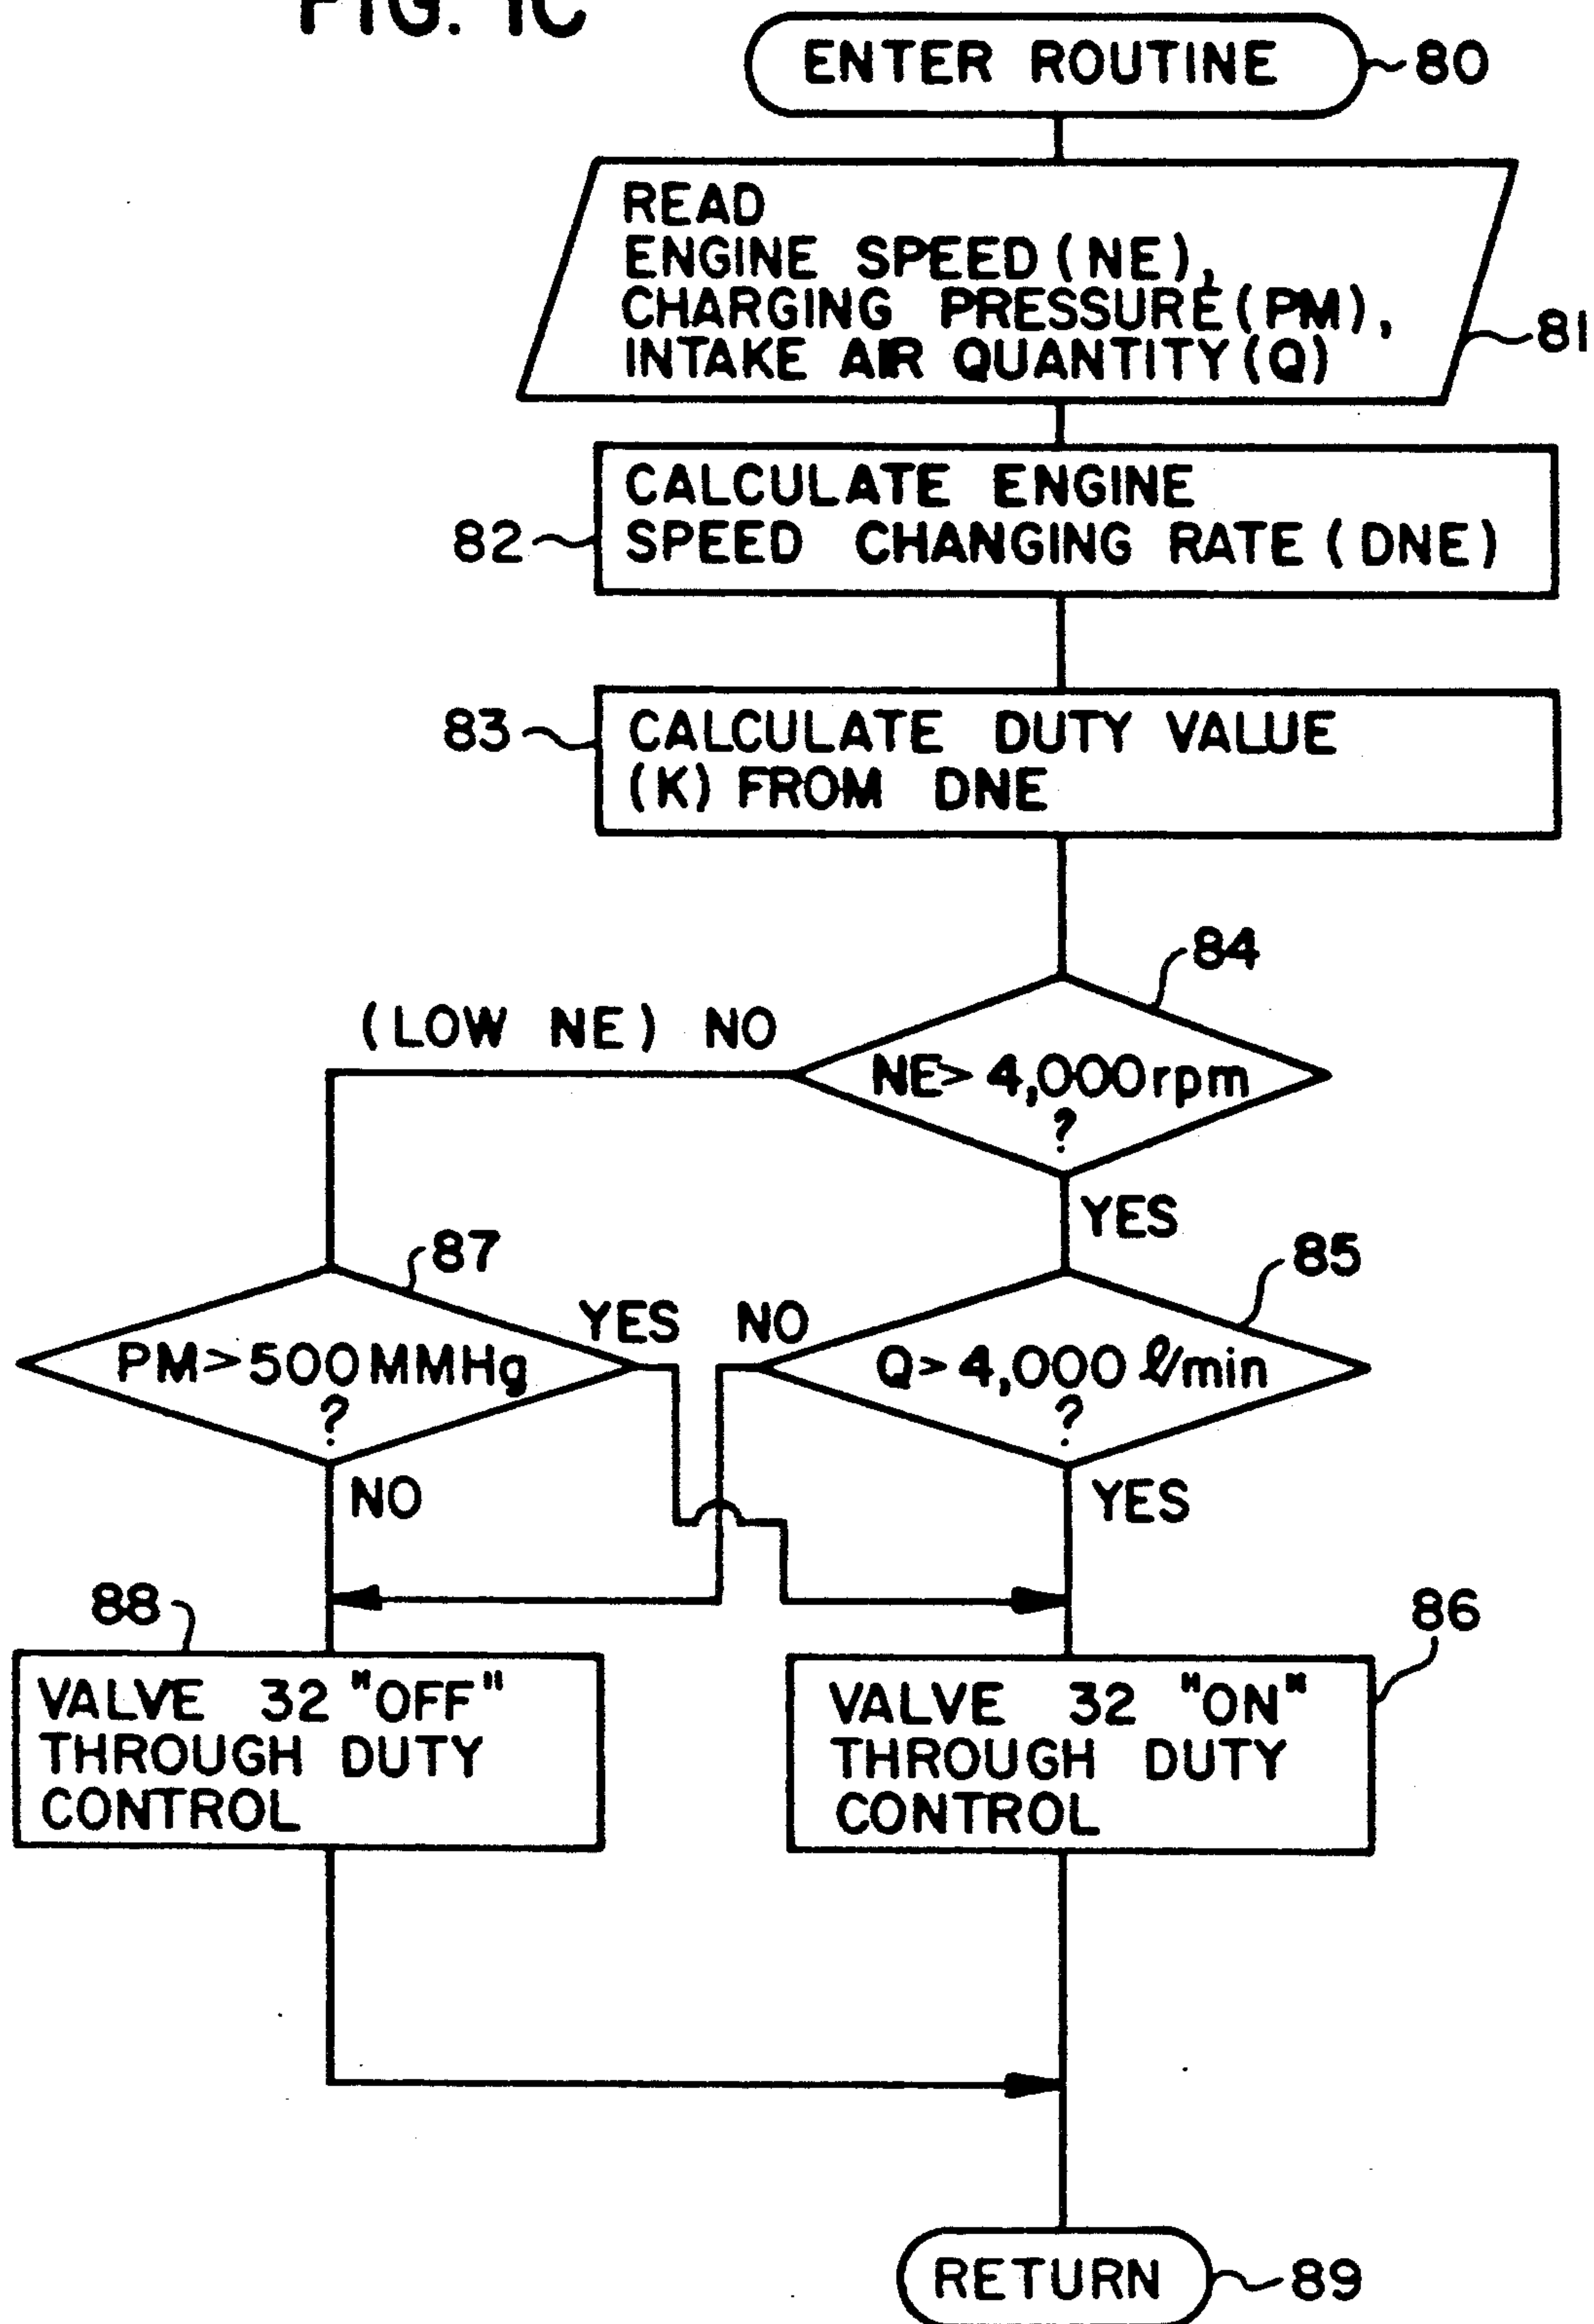 FIG. 1C
ENTER ROUTINE
80
READ
ENGINE SPEED (NE),
CHARGING PRESSURE (PM),
INTAKE AIR QUANTITY (Q)
81
CALCULATE ENGINE
SPEED CHANGING RATE (DNE)
82
83
CALCULATE DUTY VALUE
(K) FROM DNE
84
(LOW NE) NO
NE> 4,000rpm
?
YES
87
85
YES NO
PM>500MMHg
?
Q>4,000 ℓ/min
?
NO
YES
88
86
VALVE 32 "OFF"
THROUGH DUTY
CONTROL
VALVE 32 "ON"
THROUGH DUTY
CONTROL
RETURN
89